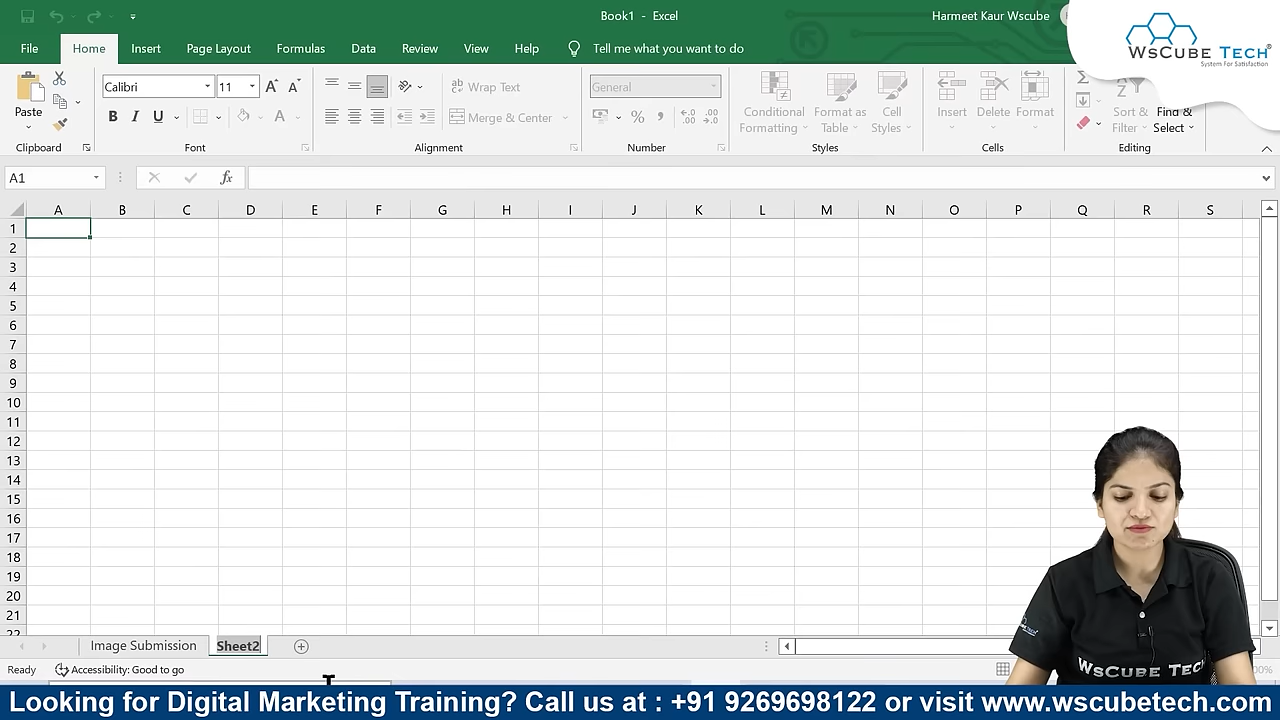 Book1 - Excel
Harmeet Kaur Wscube
WsCube Tech®
System For Satisfaction
File Home Insert Page Layout Formulas Data Review View Help Tell me what you want to do
Calibri 11
Wrap Text
General
Paste
B I U A
Merge & Center
% ,
Conditional Formatting
Format as Table
Cell Styles
Insert Delete Format
Sort & Filter
Find & Select
Clipboard Font Alignment Number Styles Cells Editing
A1 fx
A B C D E F G H I J K L M N O P Q R S
1
2
3
4
5
6
7
8
9
10
11
12
13
14
15
16
17
18
19
20
21
22
Image Submission Sheet2
Ready Accessibility: Good to go
WsCube Tech
Looking for Digital Marketing Training? Call us at : +91 9269698122 or visit www.wscubetech.com